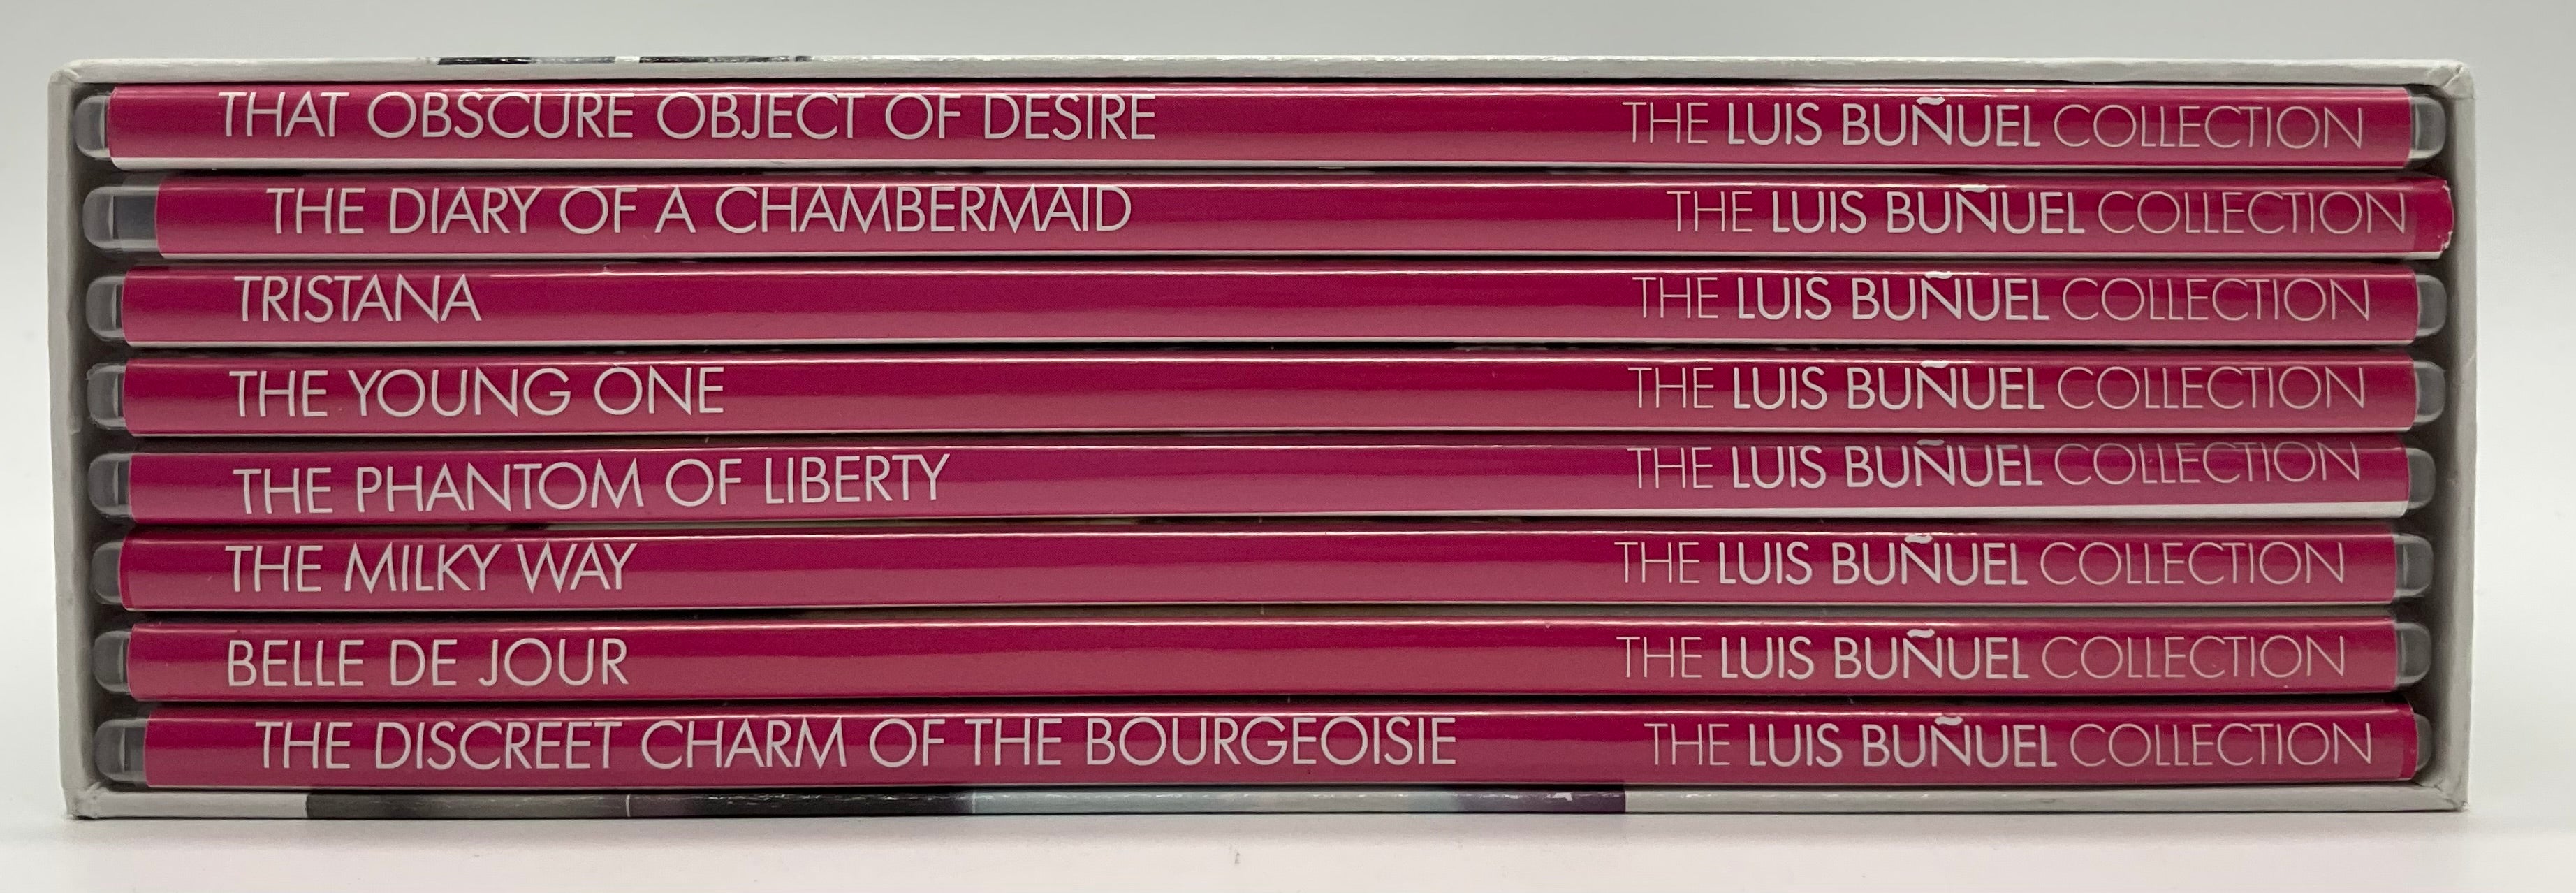 THAT OBSCURE OBJECT OF DESIRE THE LUIS BUÑUEL COLLECTION
THE DIARY OF A CHAMBERMAID THE LUIS BUÑUEL COLLECTION
TRISTANA THE LUIS BUÑUEL COLLECTION
THE YOUNG ONE THE LUIS BUÑUEL COLLECTION
THE PHANTOM OF LIBERTY THE LUIS BUÑUEL COLLECTION
THE MILKY WAY THE LUIS BUÑUEL COLLECTION
BELLE DE JOUR THE LUIS BUÑUEL COLLECTION
THE DISCREET CHARM OF THE BOURGEOISIE THE LUIS BUÑUEL COLLECTION